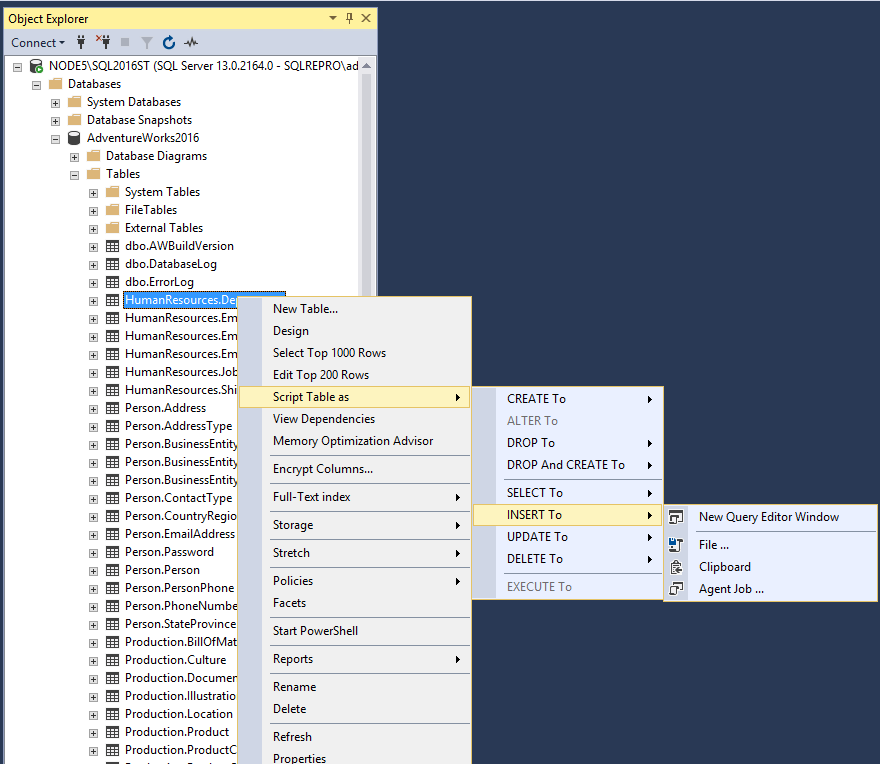 Object Explorer
Connect
NODE5\SQL2016ST (SQL Server 13.0.2164.0 - SQLREPRO\ad
Databases
System Databases
Database Snapshots
AdventureWorks2016
Database Diagrams
Tables
System Tables
FileTables
External Tables
dbo.AWBuildVersion
dbo.DatabaseLog
dbo.ErrorLog
HumanResources.De
HumanResources.Em
HumanResources.Em
HumanResources.Em
HumanResources.Job
HumanResources.Shi
Person.Address
Person.AddressType
Person.BusinessEntity
Person.BusinessEntity
Person.BusinessEntity
Person.ContactType
Person.CountryRegio
Person.EmailAddress
Person.Password
Person.Person
Person.PersonPhone
Person.PhoneNumbe
Person.StateProvince
Production.BillOfMat
Production.Culture
Production.Documen
Production.Illustratio
Production.Location
Production.Product
Production.ProductC
New Table...
Design
Select Top 1000 Rows
Edit Top 200 Rows
Script Table as
View Dependencies
Memory Optimization Advisor
Encrypt Columns...
Full-Text index
Storage
Stretch
Policies
Facets
Start PowerShell
Reports
Rename
Delete
Refresh
Properties
CREATE To
ALTER To
DROP To
DROP And CREATE To
SELECT To
INSERT To
UPDATE To
DELETE To
EXECUTE To
New Query Editor Window
File ...
Clipboard
Agent Job ...